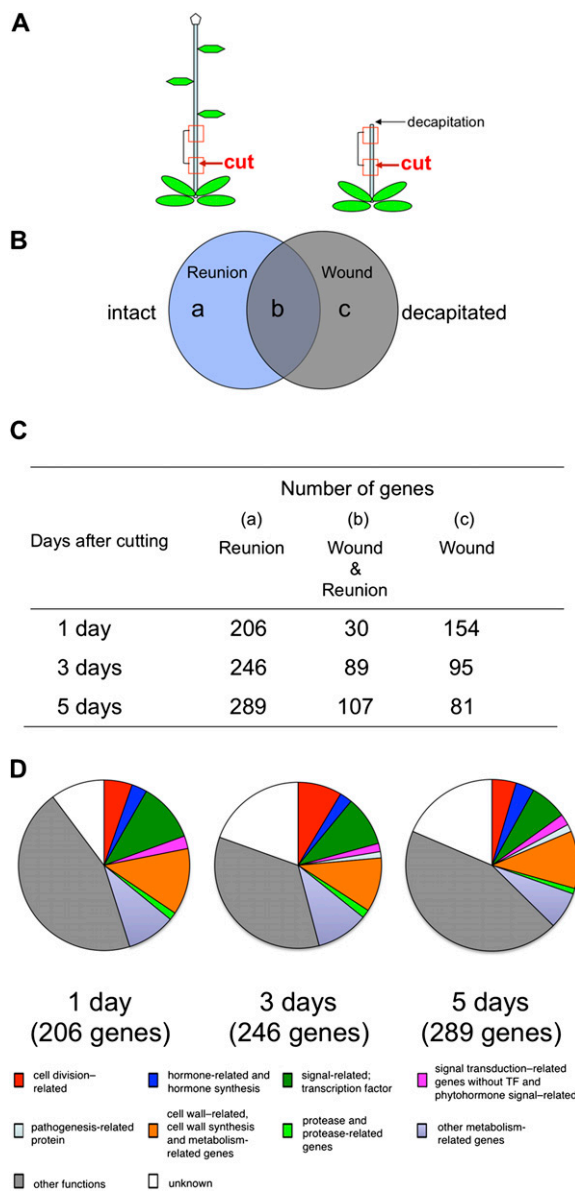 A
decapitation
cut
cut
B
Reunion
Wound
intact
a
b
c
decapitated
C
Number of genes
(a)
(b)
(c)
Days after cutting
Reunion
Wound
Wound
&
Reunion
1 day 206 30 154
3 days 246 89 95
5 days 289 107 81
D
1 day
(206 genes)
3 days
(246 genes)
5 days
(289 genes)
cell division–
related
hormone-related and
hormone synthesis
signal-related;
transcription factor
signal transduction–related
genes without TF and
phytohormone signal–related
pathogenesis-related
protein
cell wall–related,
cell wall synthesis
and metabolism-
related genes
protease and
protease-related
genes
other metabolism-
related genes
other functions
unknown